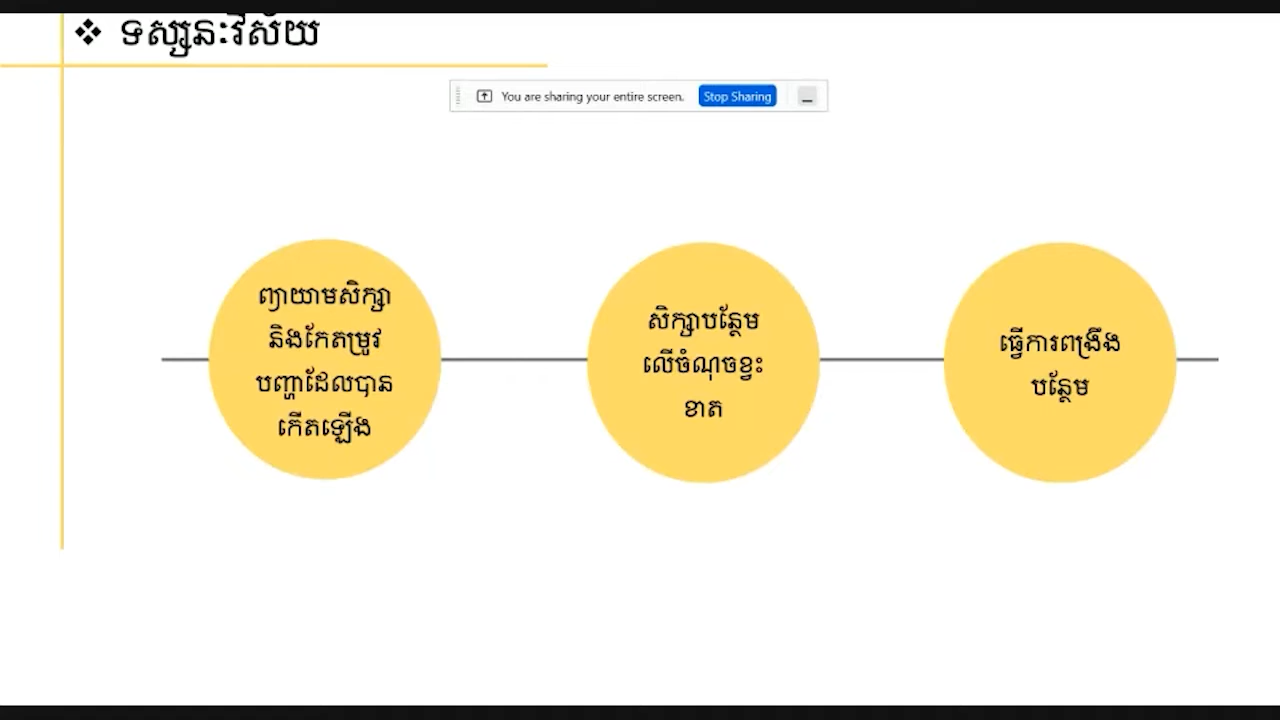 ❖ ទស្សនៈវិស័យ
You are sharing your entire screen. Stop Sharing
ព្យាយាមសិក្សា
និងកែតម្រូវ
បញ្ហាដែលបាន
កើតឡើង
សិក្សាបន្ថែម
លើចំណុចខ្វះ
ខាត
ធ្វើការពង្រឹង
បន្ថែម